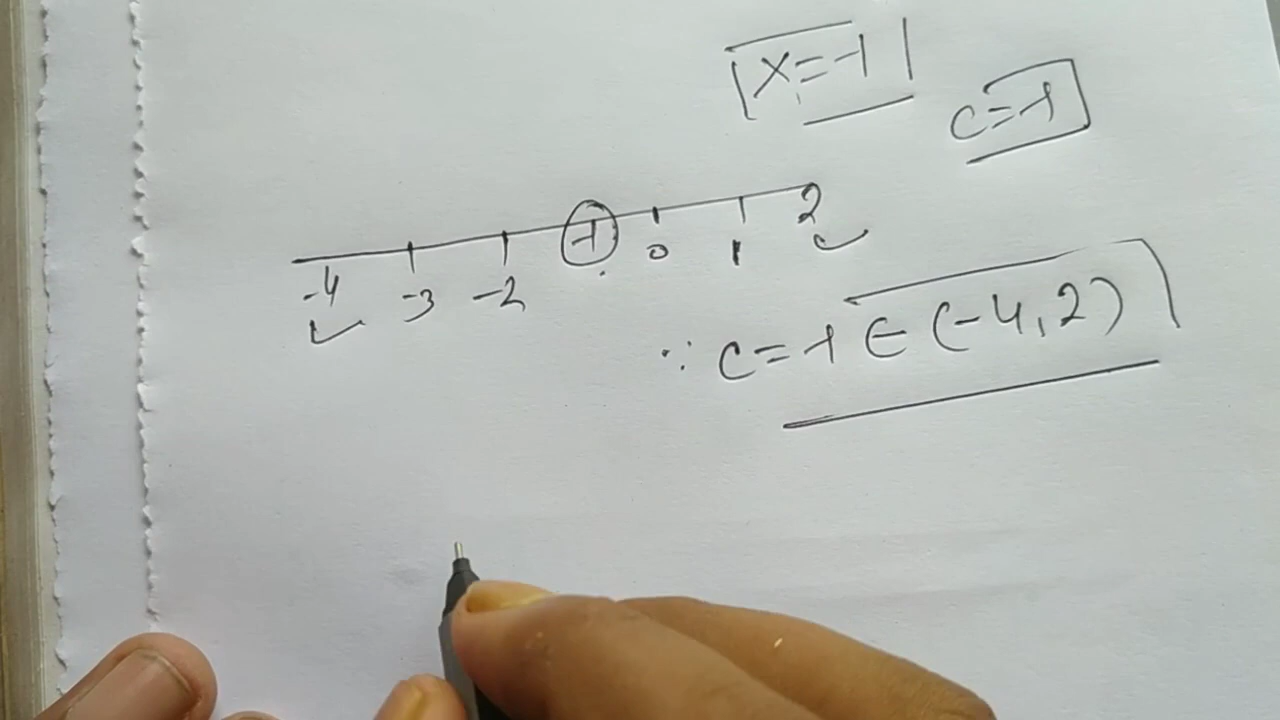 x=-1
c=-1
-4 -3 -2 -1 0 1 2
∵ c=-1 ∈ (-4,2)